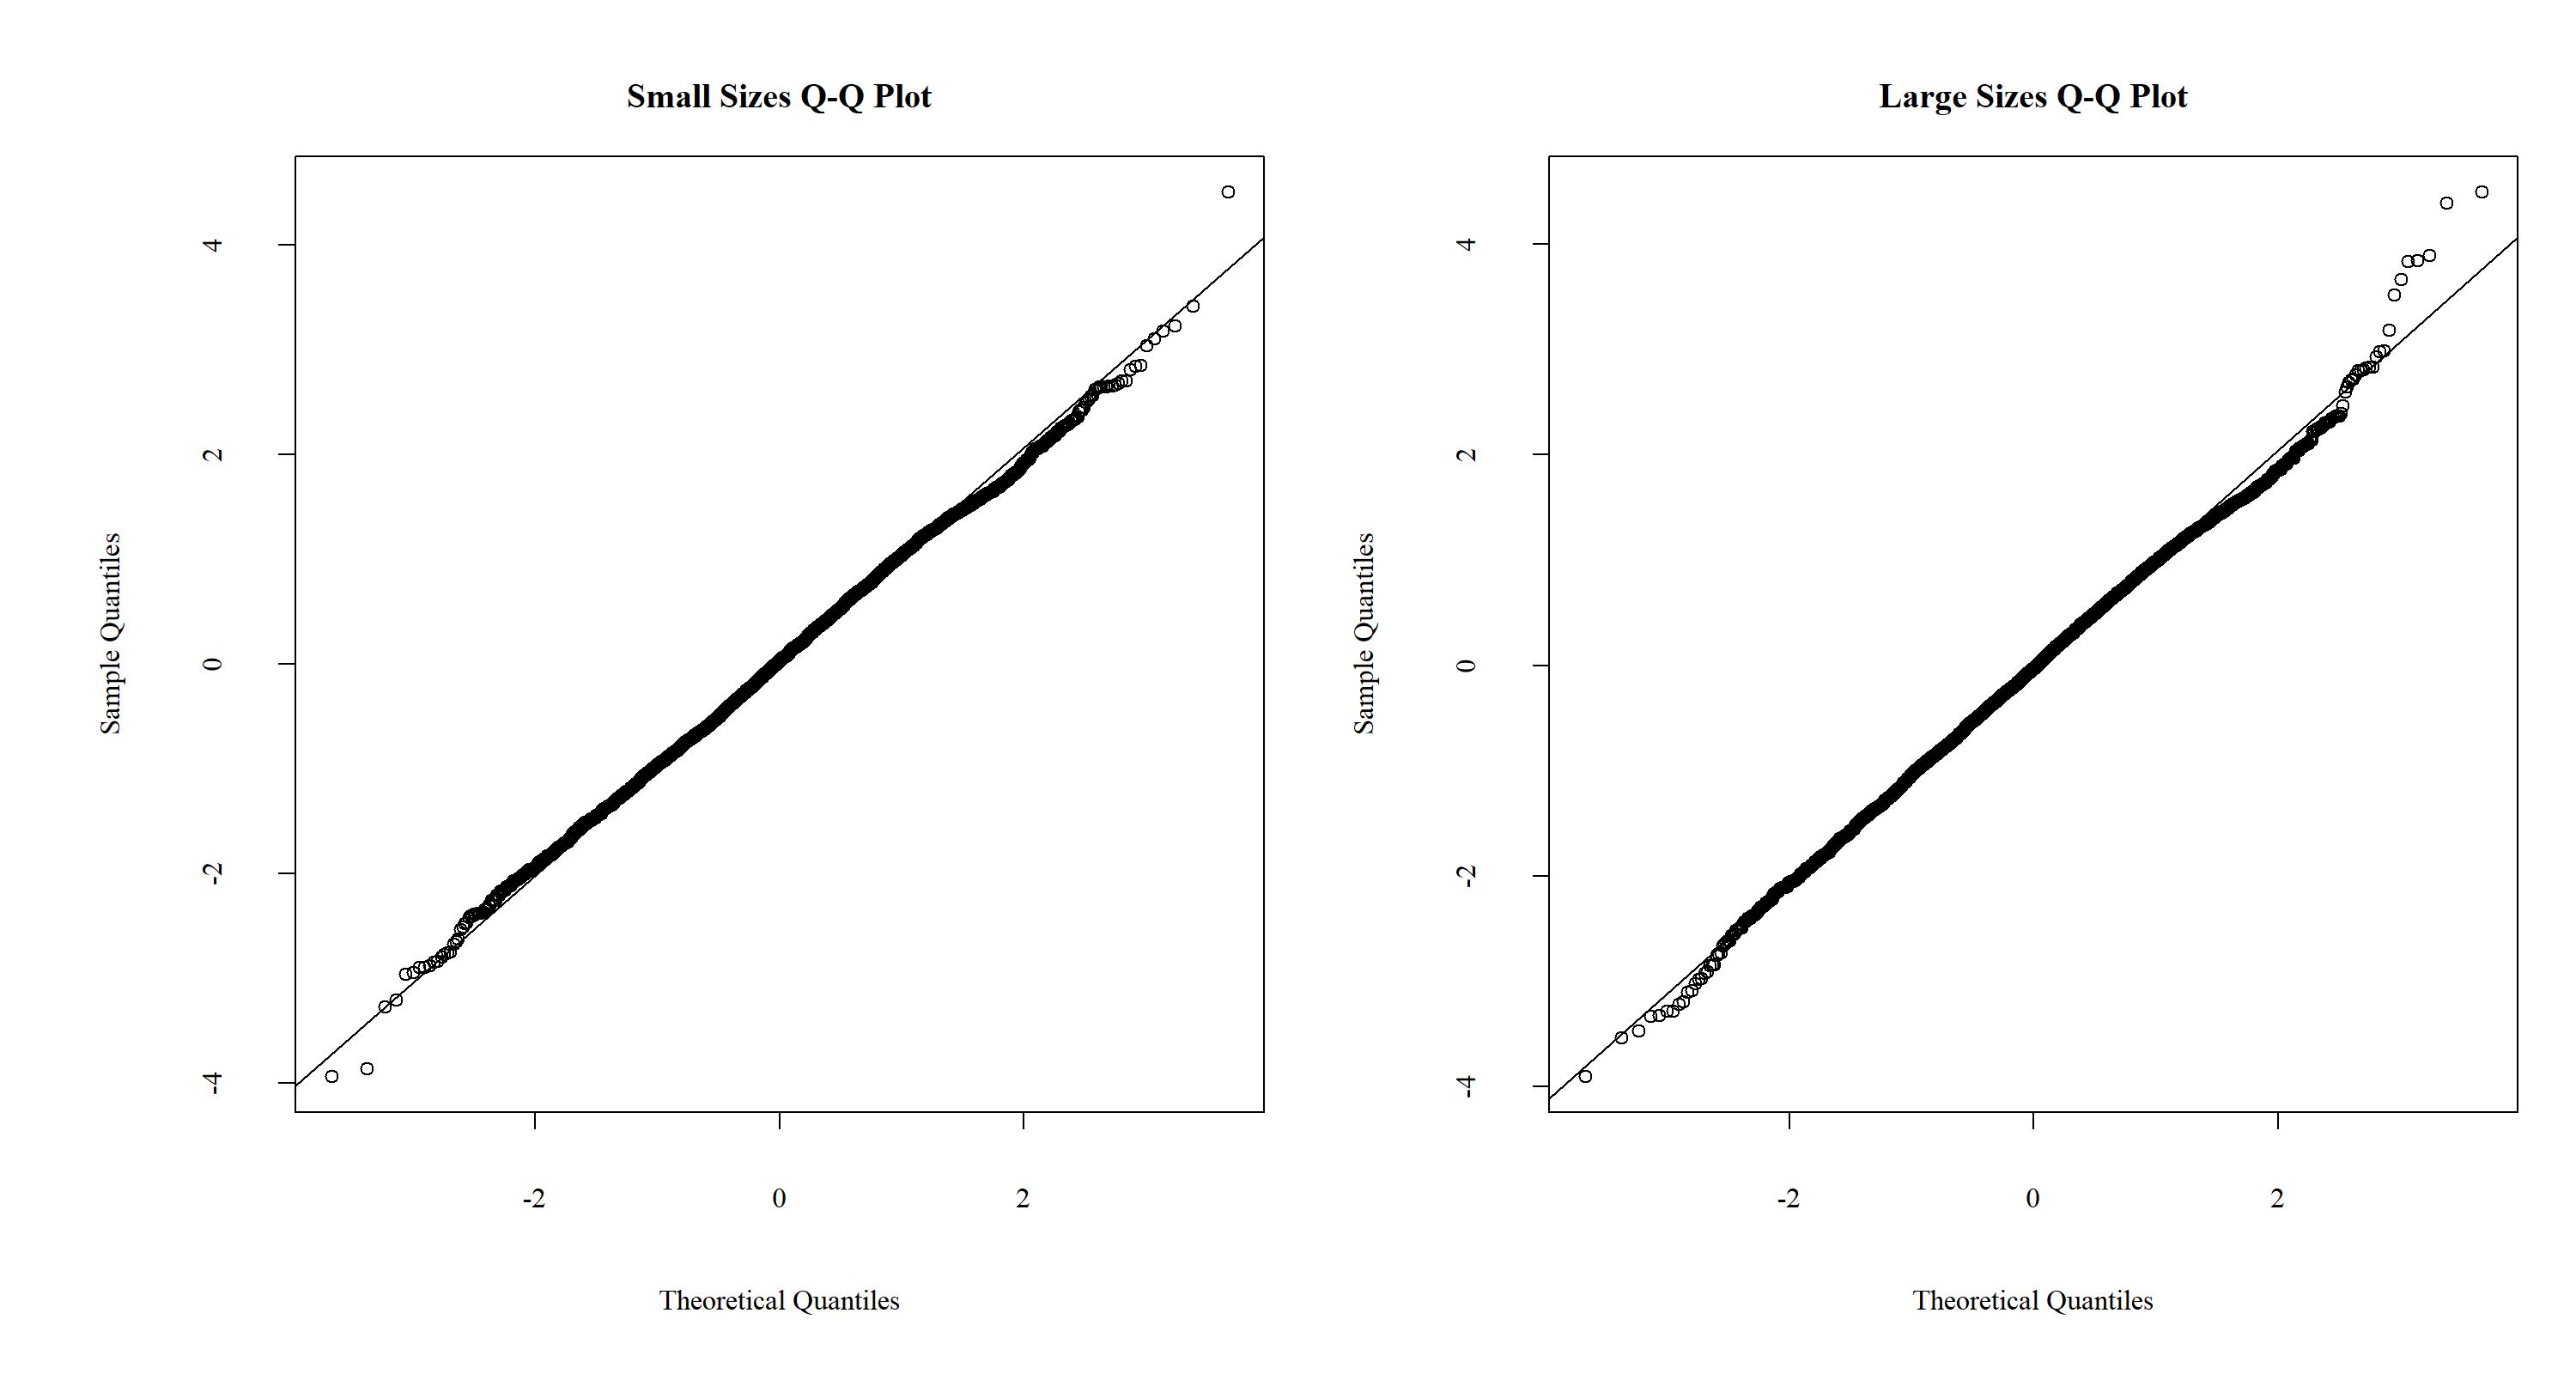 Small Sizes Q-Q Plot
Sample Quantiles
4
2
0
-2
-4
-2 0 2
Theoretical Quantiles
Large Sizes Q-Q Plot
Sample Quantiles
4
2
0
-2
-4
-2 0 2
Theoretical Quantiles